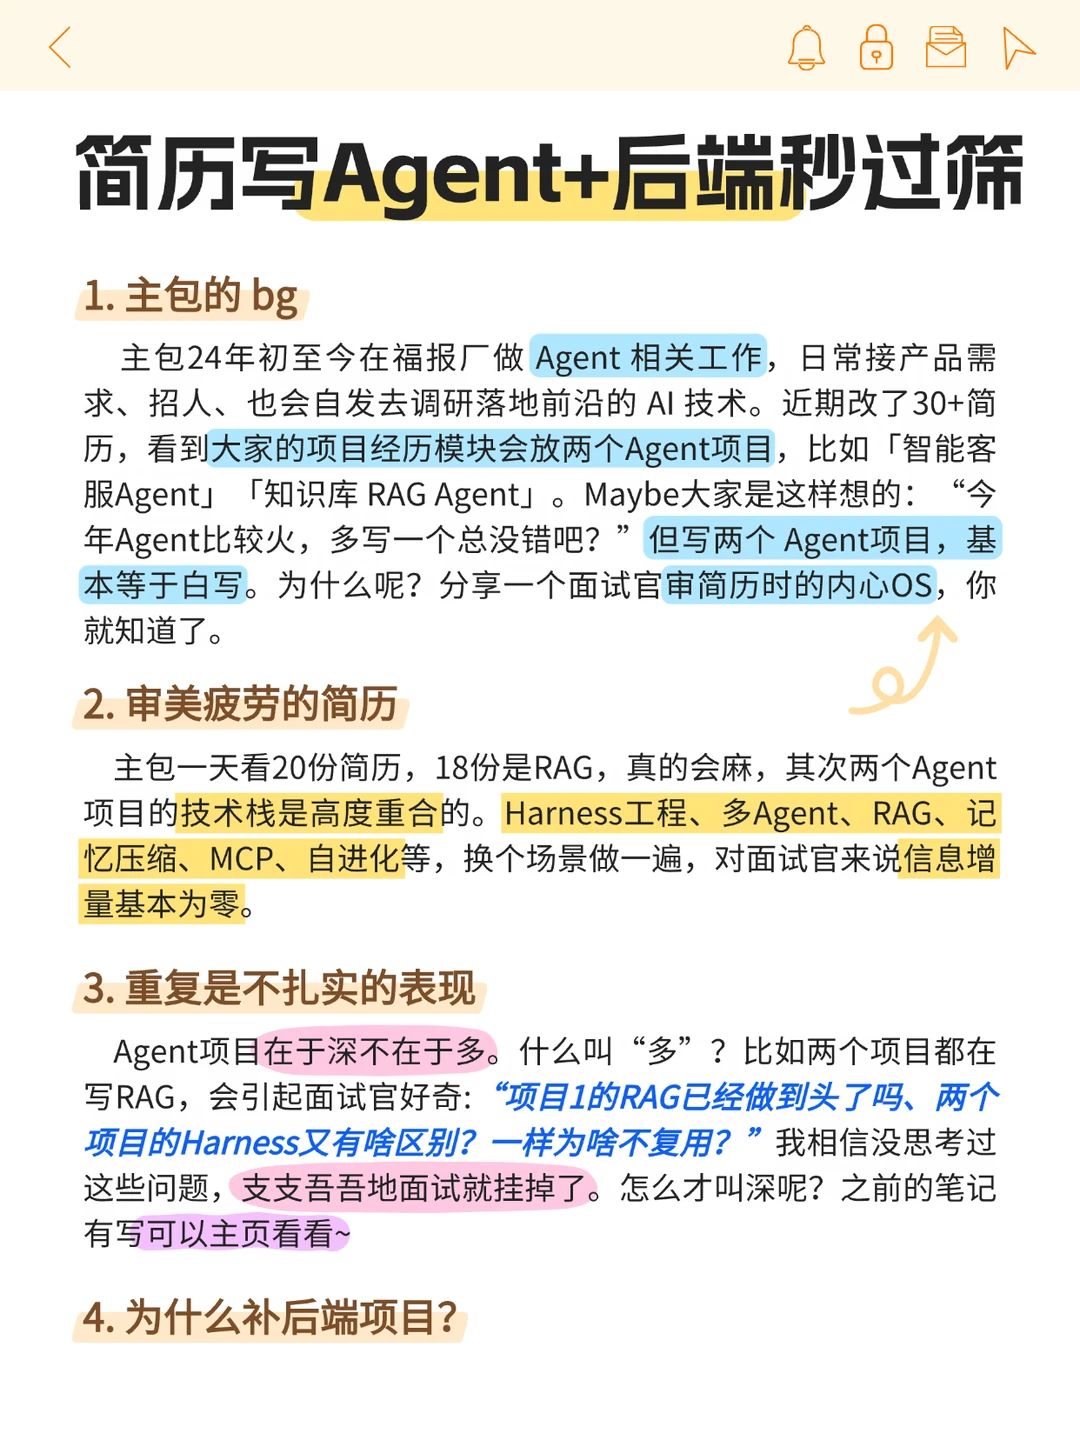 简历写Agent+后端秒过筛
1. 主包的 bg
主包24年初至今在福报厂做 Agent 相关工作，日常接产品需
求、招人、也会自发去调研落地前沿的 AI 技术。近期改了30+简
历，看到大家的项目经历模块会放两个Agent项目，比如「智能客
服Agent」「知识库 RAG Agent」。Maybe大家是这样想的：“今
年Agent比较火，多写一个总没错吧？”但写两个 Agent项目，基
本等于白写。为什么呢？分享一个面试官审简历时的内心OS，你
就知道了。
2. 审美疲劳的简历
主包一天看20份简历，18份是RAG，真的会麻，其次两个Agent
项目的技术栈是高度重合的。Harness工程、多Agent、RAG、记
忆压缩、MCP、自进化等，换个场景做一遍，对面试官来说信息增
量基本为零。
3. 重复是不扎实的表现
Agent项目在于深不在于多。什么叫“多”？比如两个项目都在
写RAG，会引起面试官好奇：“项目1的RAG已经做到头了吗、两个
项目的Harness又有啥区别？一样为啥不复用？”我相信没思考过
这些问题，支支吾吾地面试就挂掉了。怎么才叫深呢？之前的笔记
有写可以主页看看~
4. 为什么补后端项目？